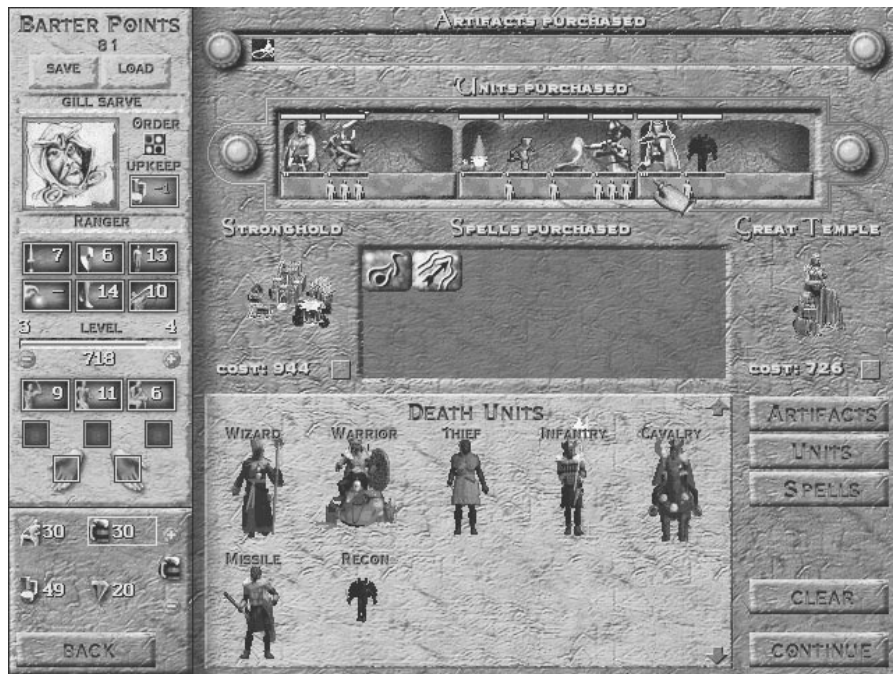 BARTER POINTS
81
SAVE LOAD
GILL SARVE
ORDER
UPKEEP
-1
RANGER
7 6 13
- 14 10
3 LEVEL 4
718
9 11 6
30 30
49 20
BACK
ARTIFACTS PURCHASED
UNITS PURCHASED
STRONGHOLD
SPELLS PURCHASED
GREAT TEMPLE
COST: 944
COST: 726
DEATH UNITS
WIZARD WARRIOR THIEF INFANTRY CAVALRY
MISSILE RECON
ARTIFACTS
UNITS
SPELLS
CLEAR
CONTINUE